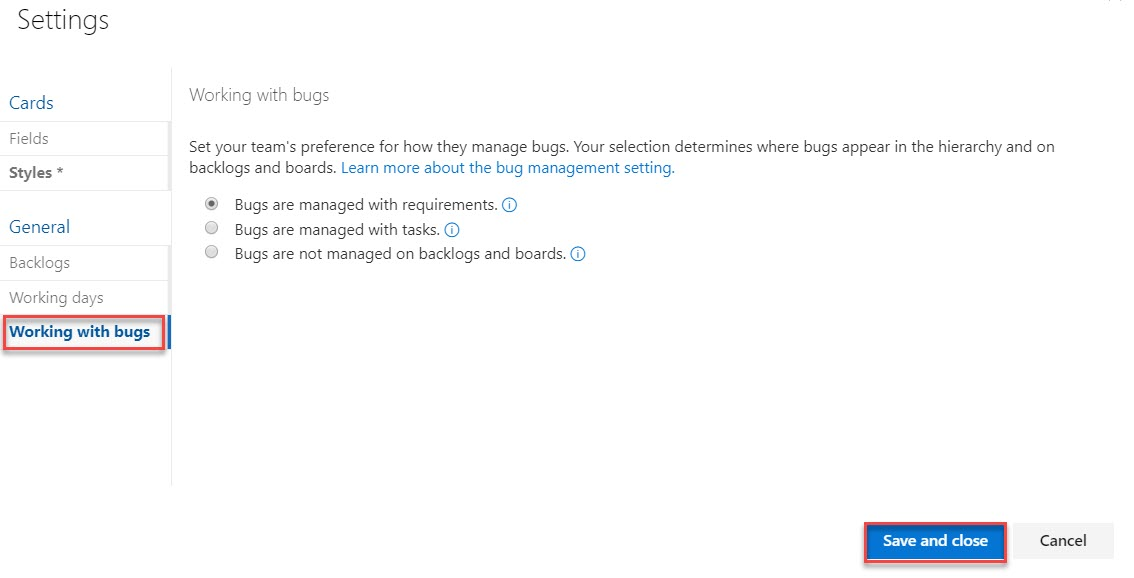 Settings
Cards
Fields
Styles *
General
Backlogs
Working days
Working with bugs
Working with bugs
Set your team's preference for how they manage bugs. Your selection determines where bugs appear in the hierarchy and on
backlogs and boards. Learn more about the bug management setting.
Bugs are managed with requirements.
Bugs are managed with tasks.
Bugs are not managed on backlogs and boards.
Save and close
Cancel